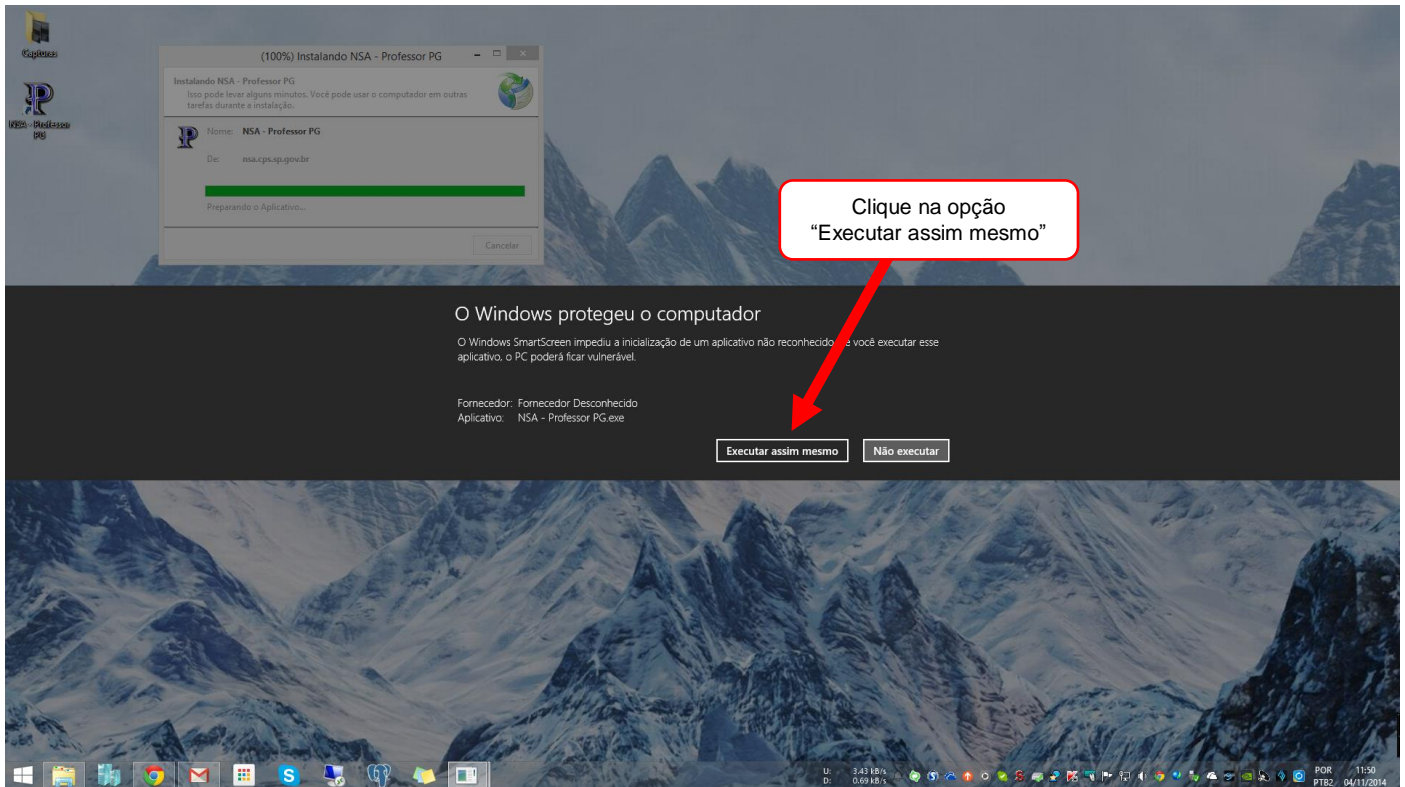 Capturas
NSA - Professor
PG
(100%) Instalando NSA - Professor PG
Instalando NSA - Professor PG
Isso pode levar alguns minutos. Você pode usar o computador em outras
tarefas durante a instalação.
Nome: NSA - Professor PG
De: nsa.cps.sp.gov.br
Preparando o Aplicativo...
Cancelar
Clique na opção
“Executar assim mesmo”
O Windows protegeu o computador
O Windows SmartScreen impediu a inicialização de um aplicativo não reconhecido e você executar esse
aplicativo, o PC poderá ficar vulnerável.
Fornecedor: Fornecedor Desconhecido
Aplicativo: NSA - Professor PG.exe
Executar assim mesmo
Não executar
U: 3.43 kB/s
D: 0.69 kB/s
POR 11:50
PTB2 04/11/2014